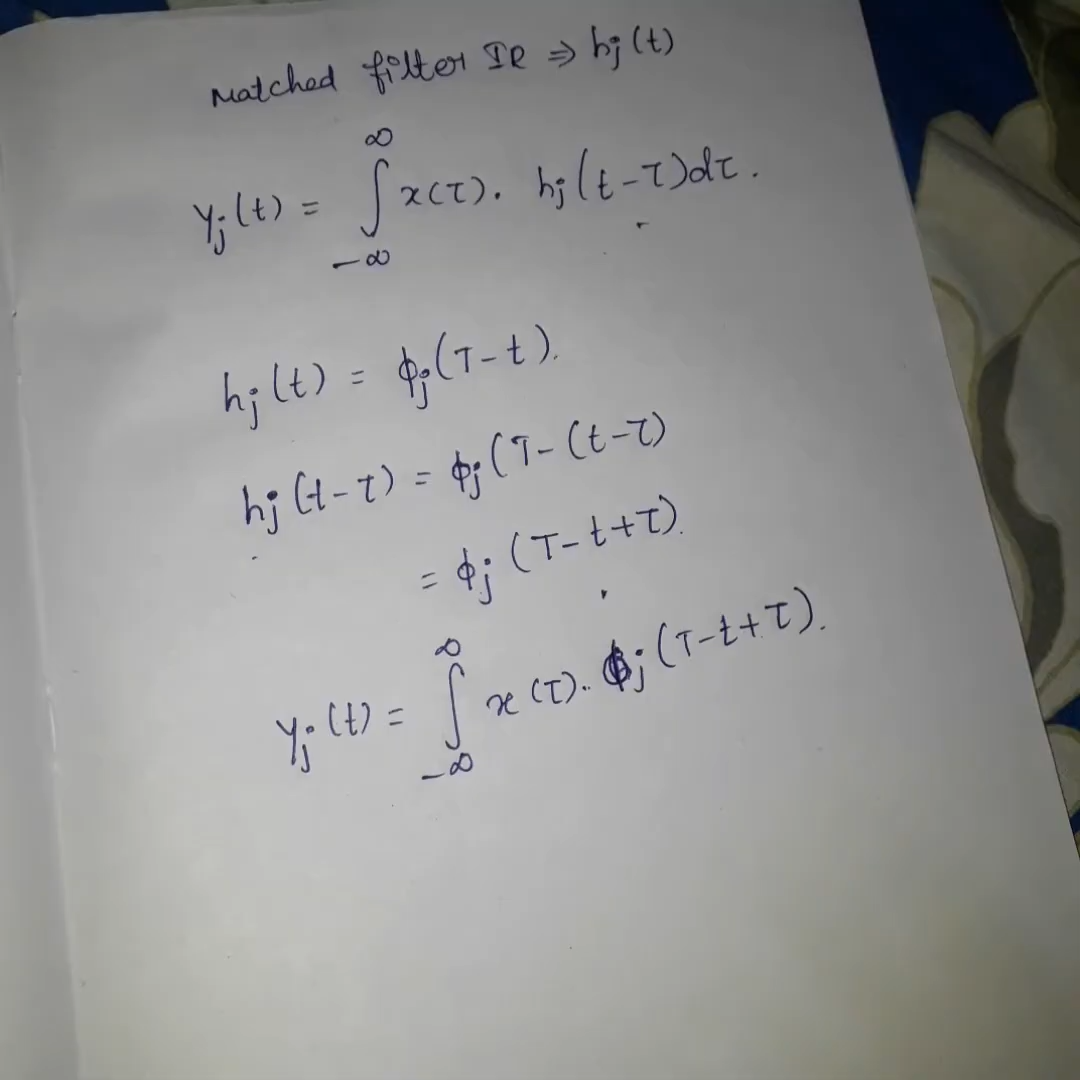 Matched filter IR ⇒ hj(t)
yj(t) = ∫_{-∞}^{∞} x(τ). hj(t-τ)dτ.
hj(t) = ϕj(T-t).
hj(t-τ) = ϕj(T-(t-τ)
= ϕj(T-t+τ).
yj(t) = ∫_{-∞}^{∞} x(τ). ϕj(T-t+τ).